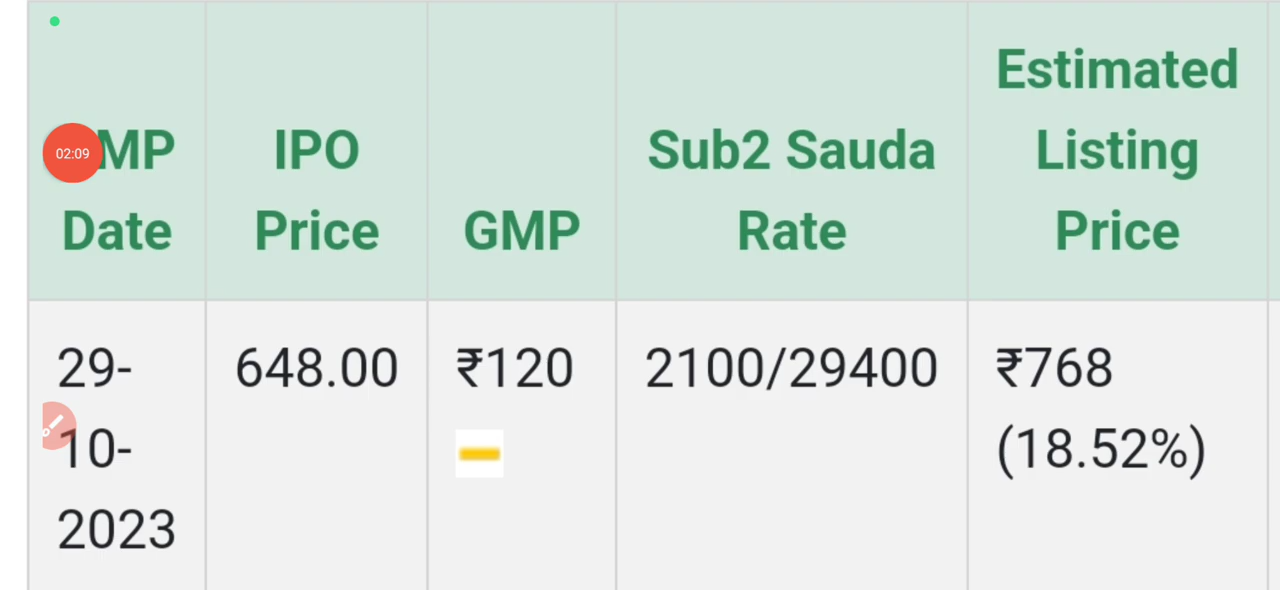 Estimated
MP IPO Sub2 Sauda Listing
Date Price GMP Rate Price
02:09
29- 648.00 ₹120 2100/29400 ₹768
10- (18.52%)
2023